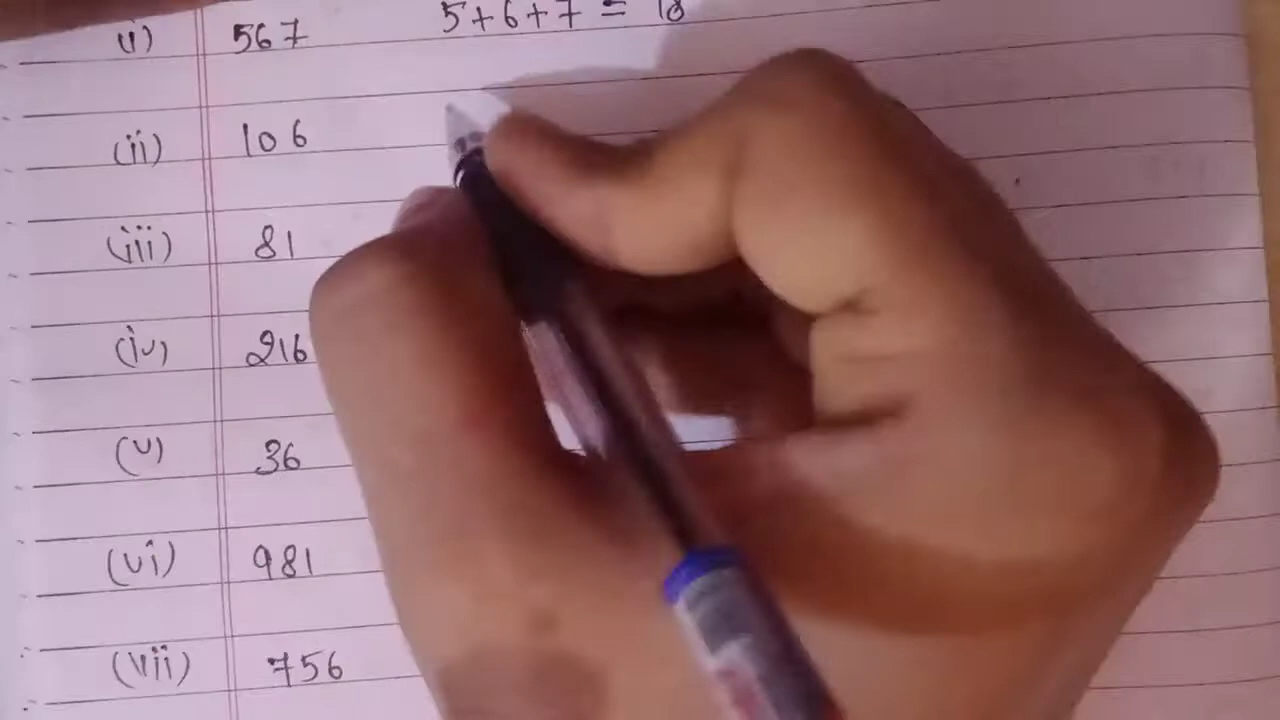 (i) 567 5+6+7 = 18
(ii) 106
(iii) 81
(iv) 216
(v) 36
(vi) 981
(vii) 756